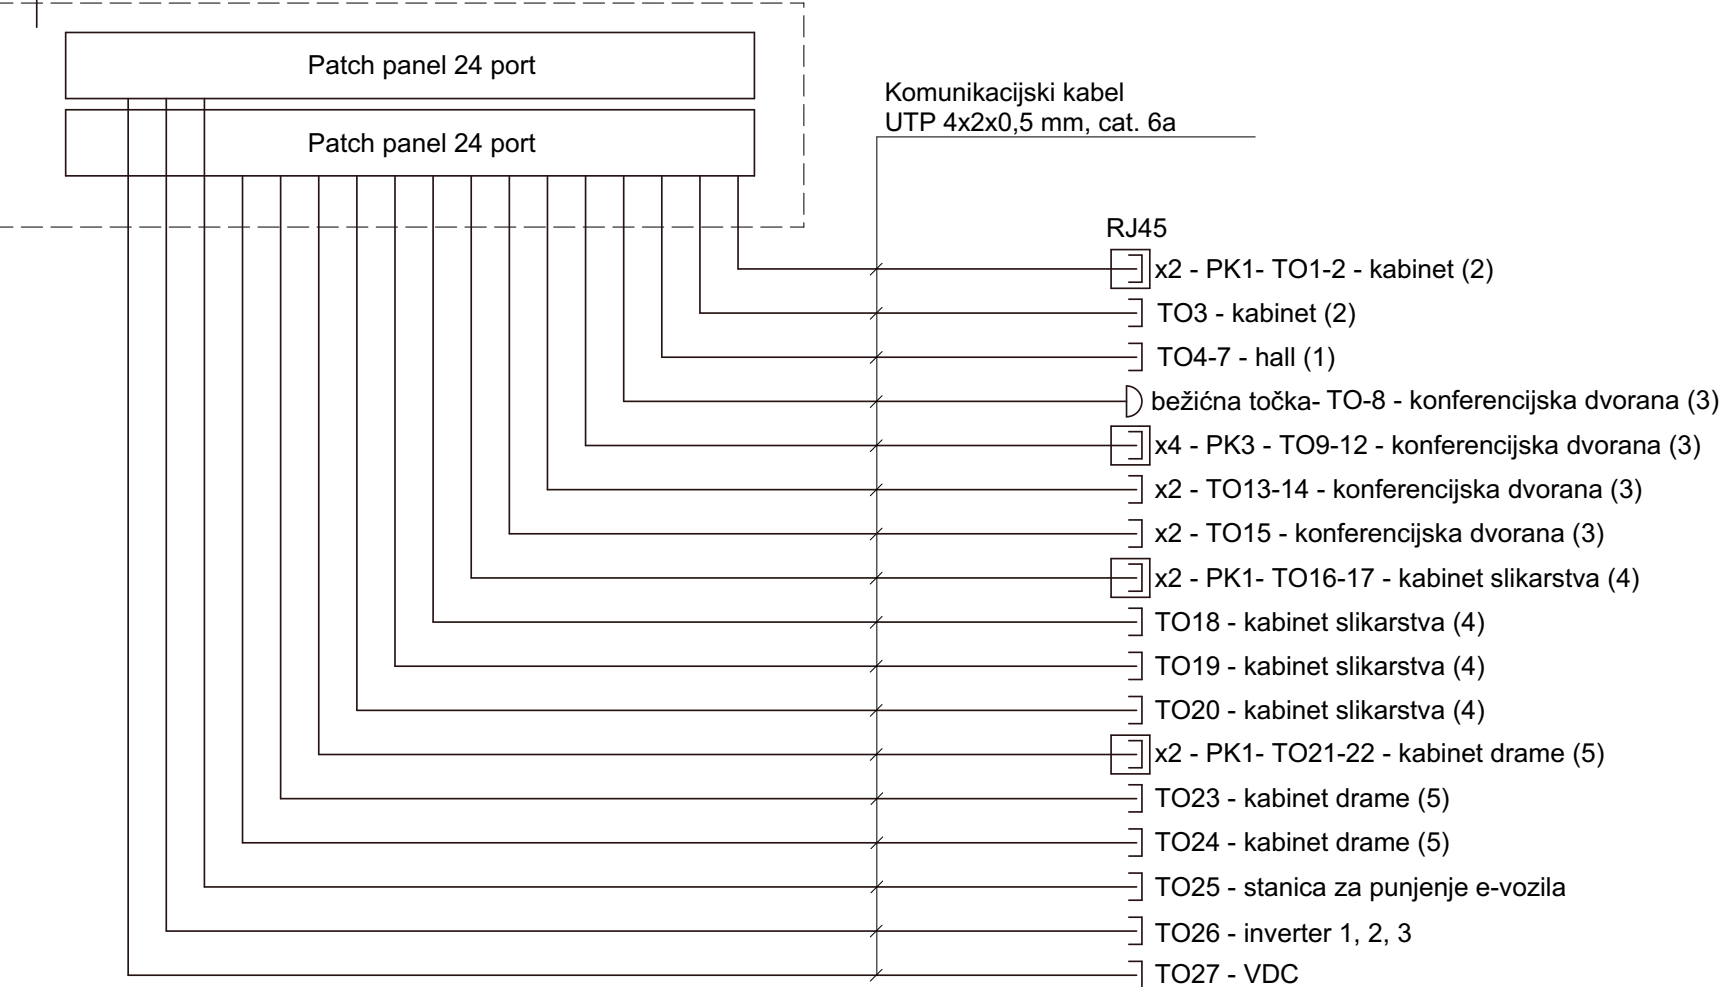 Patch panel 24 port
Patch panel 24 port
Komunikacijski kabel
UTP 4x2x0,5 mm, cat. 6a
RJ45
x2 - PK1- TO1-2 - kabinet (2)
TO3 - kabinet (2)
TO4-7 - hall (1)
bežićna točka- TO-8 - konferencijska dvorana (3)
x4 - PK3 - TO9-12 - konferencijska dvorana (3)
x2 - TO13-14 - konferencijska dvorana (3)
x2 - TO15 - konferencijska dvorana (3)
x2 - PK1- TO16-17 - kabinet slikarstva (4)
TO18 - kabinet slikarstva (4)
TO19 - kabinet slikarstva (4)
TO20 - kabinet slikarstva (4)
x2 - PK1- TO21-22 - kabinet drame (5)
TO23 - kabinet drame (5)
TO24 - kabinet drame (5)
TO25 - stanica za punjenje e-vozila
TO26 - inverter 1, 2, 3
TO27 - VDC